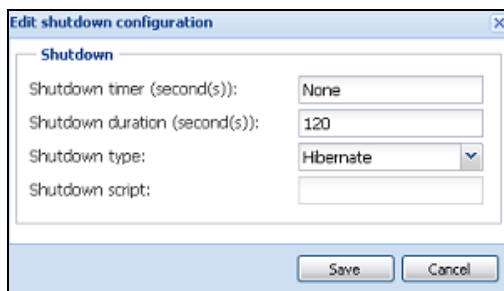 Edit shutdown configuration
Shutdown
Shutdown timer (second(s)): None
Shutdown duration (second(s)): 120
Shutdown type: Hibernate
Shutdown script:
Save Cancel